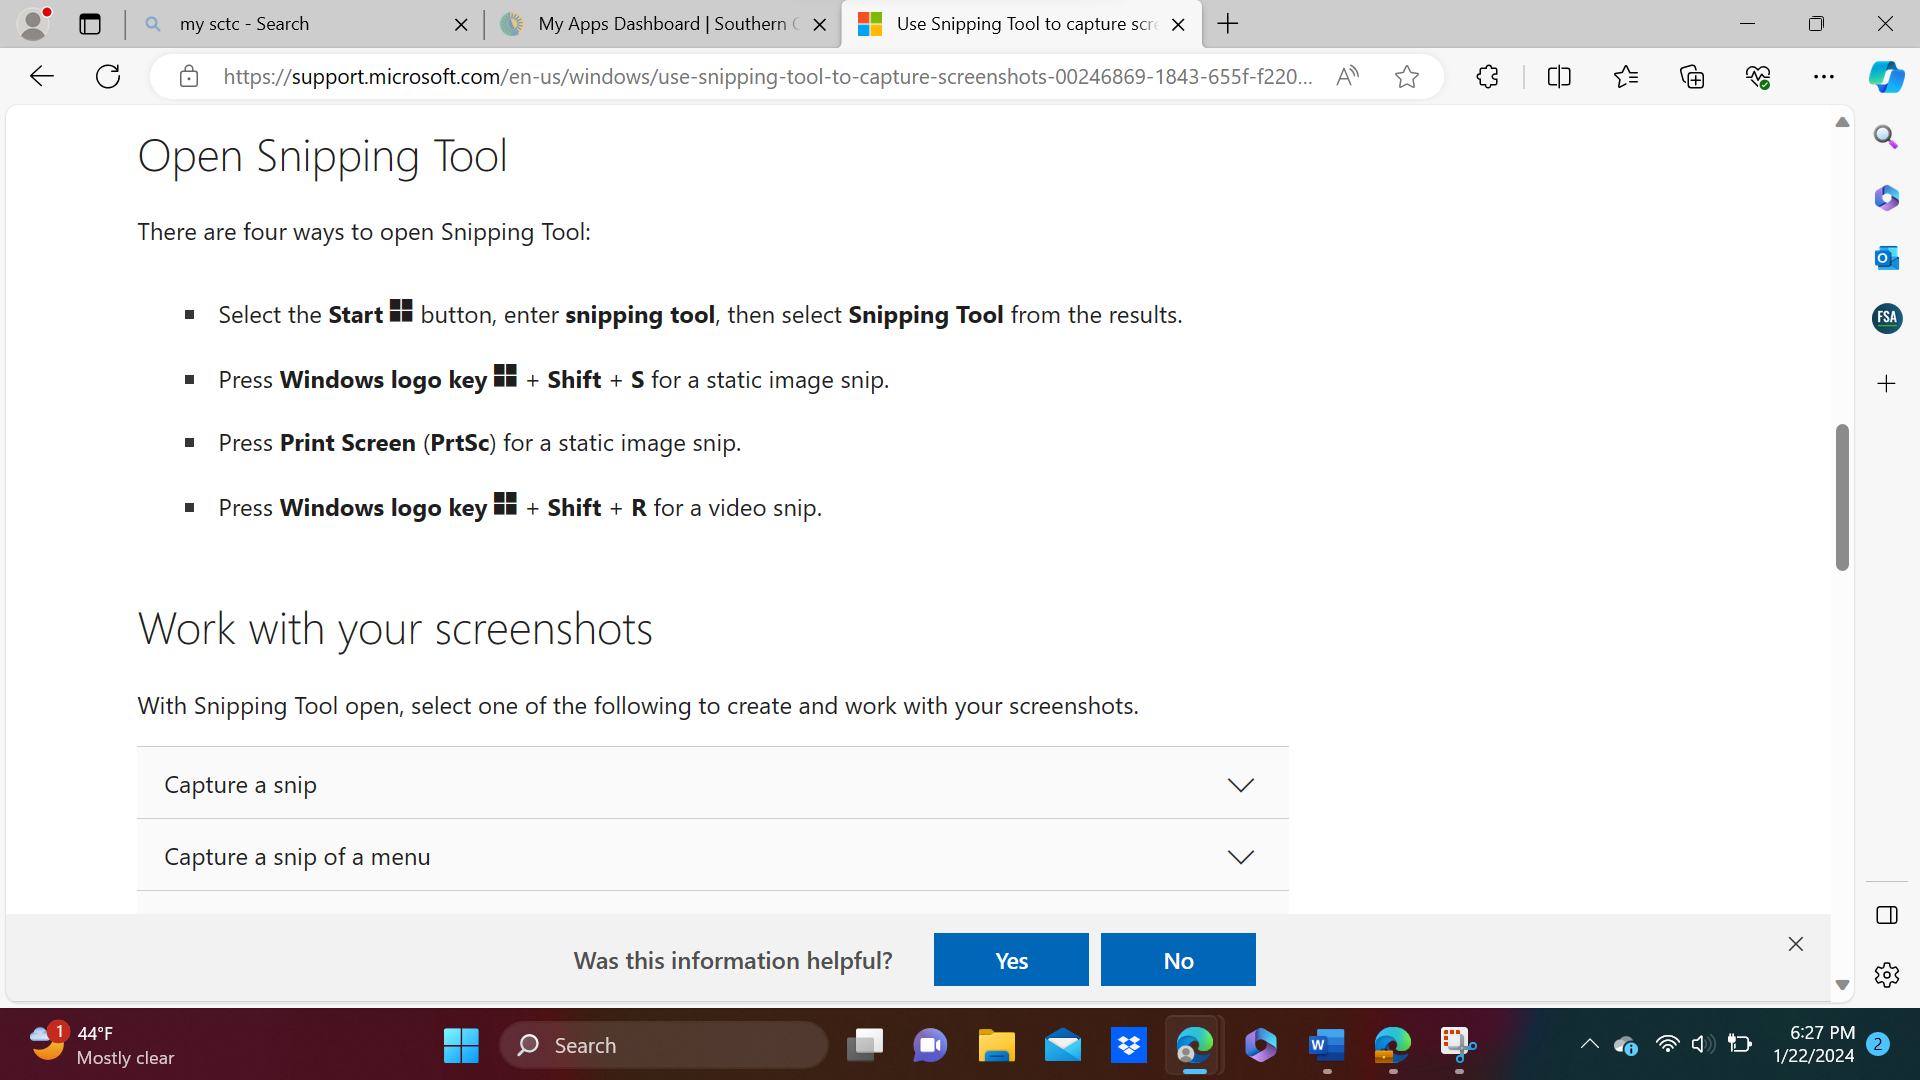 my sctc - Search
My Apps Dashboard | Southern
Use Snipping Tool to capture scre
https://support.microsoft.com/en-us/windows/use-snipping-tool-to-capture-screenshots-00246869-1843-655f-f220...
Open Snipping Tool
There are four ways to open Snipping Tool:
Select the Start button, enter snipping tool, then select Snipping Tool from the results.
Press Windows logo key + Shift + S for a static image snip.
Press Print Screen (PrtSc) for a static image snip.
Press Windows logo key + Shift + R for a video snip.
Work with your screenshots
With Snipping Tool open, select one of the following to create and work with your screenshots.
Capture a snip
Capture a snip of a menu
Was this information helpful?
Yes
No
FSA
1
44°F
Mostly clear
Search
6:27 PM
1/22/2024
2